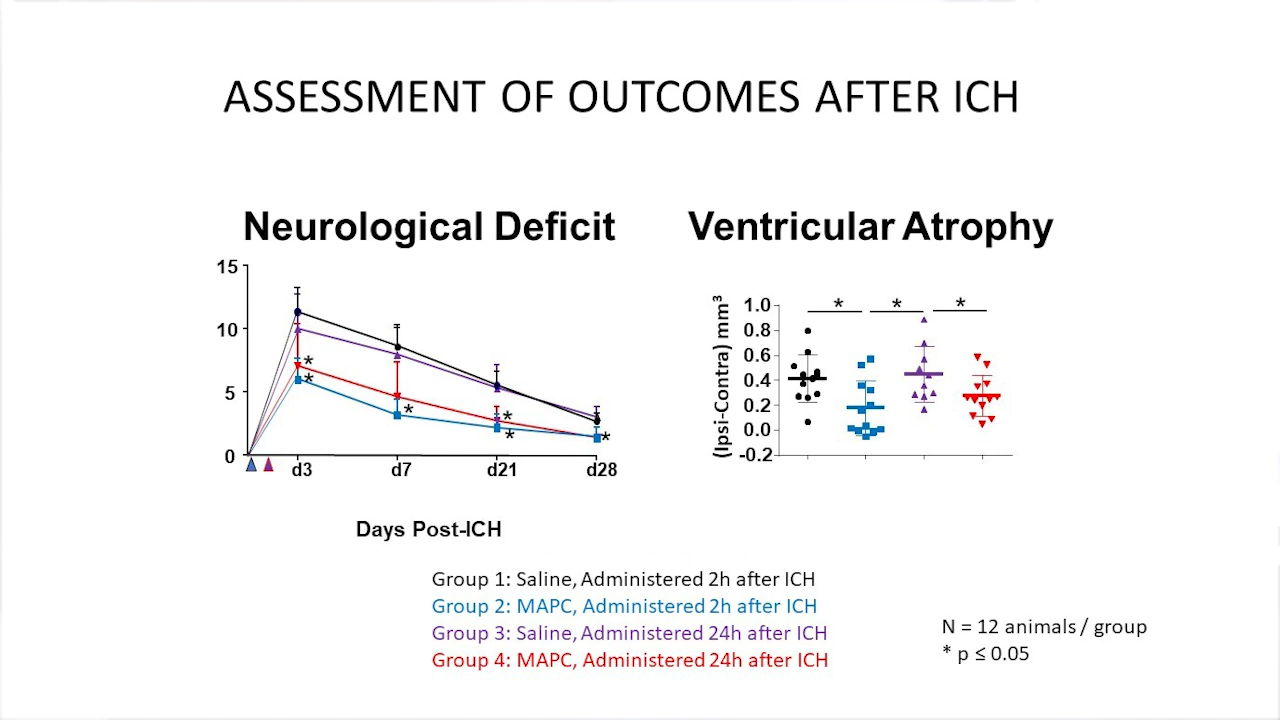 ASSESSMENT OF OUTCOMES AFTER ICH
Neurological Deficit
15
10
5
0
*
*
*
*
*
*
d3
d7
d21
d28
Days Post-ICH
Ventricular Atrophy
(Ipsi-Contra) mm³
1.0
0.8
0.6
0.4
0.2
0.0
-0.2
* * *
Group 1: Saline, Administered 2h after ICH
Group 2: MAPC, Administered 2h after ICH
Group 3: Saline, Administered 24h after ICH
Group 4: MAPC, Administered 24h after ICH
N = 12 animals / group
* p ≤ 0.05